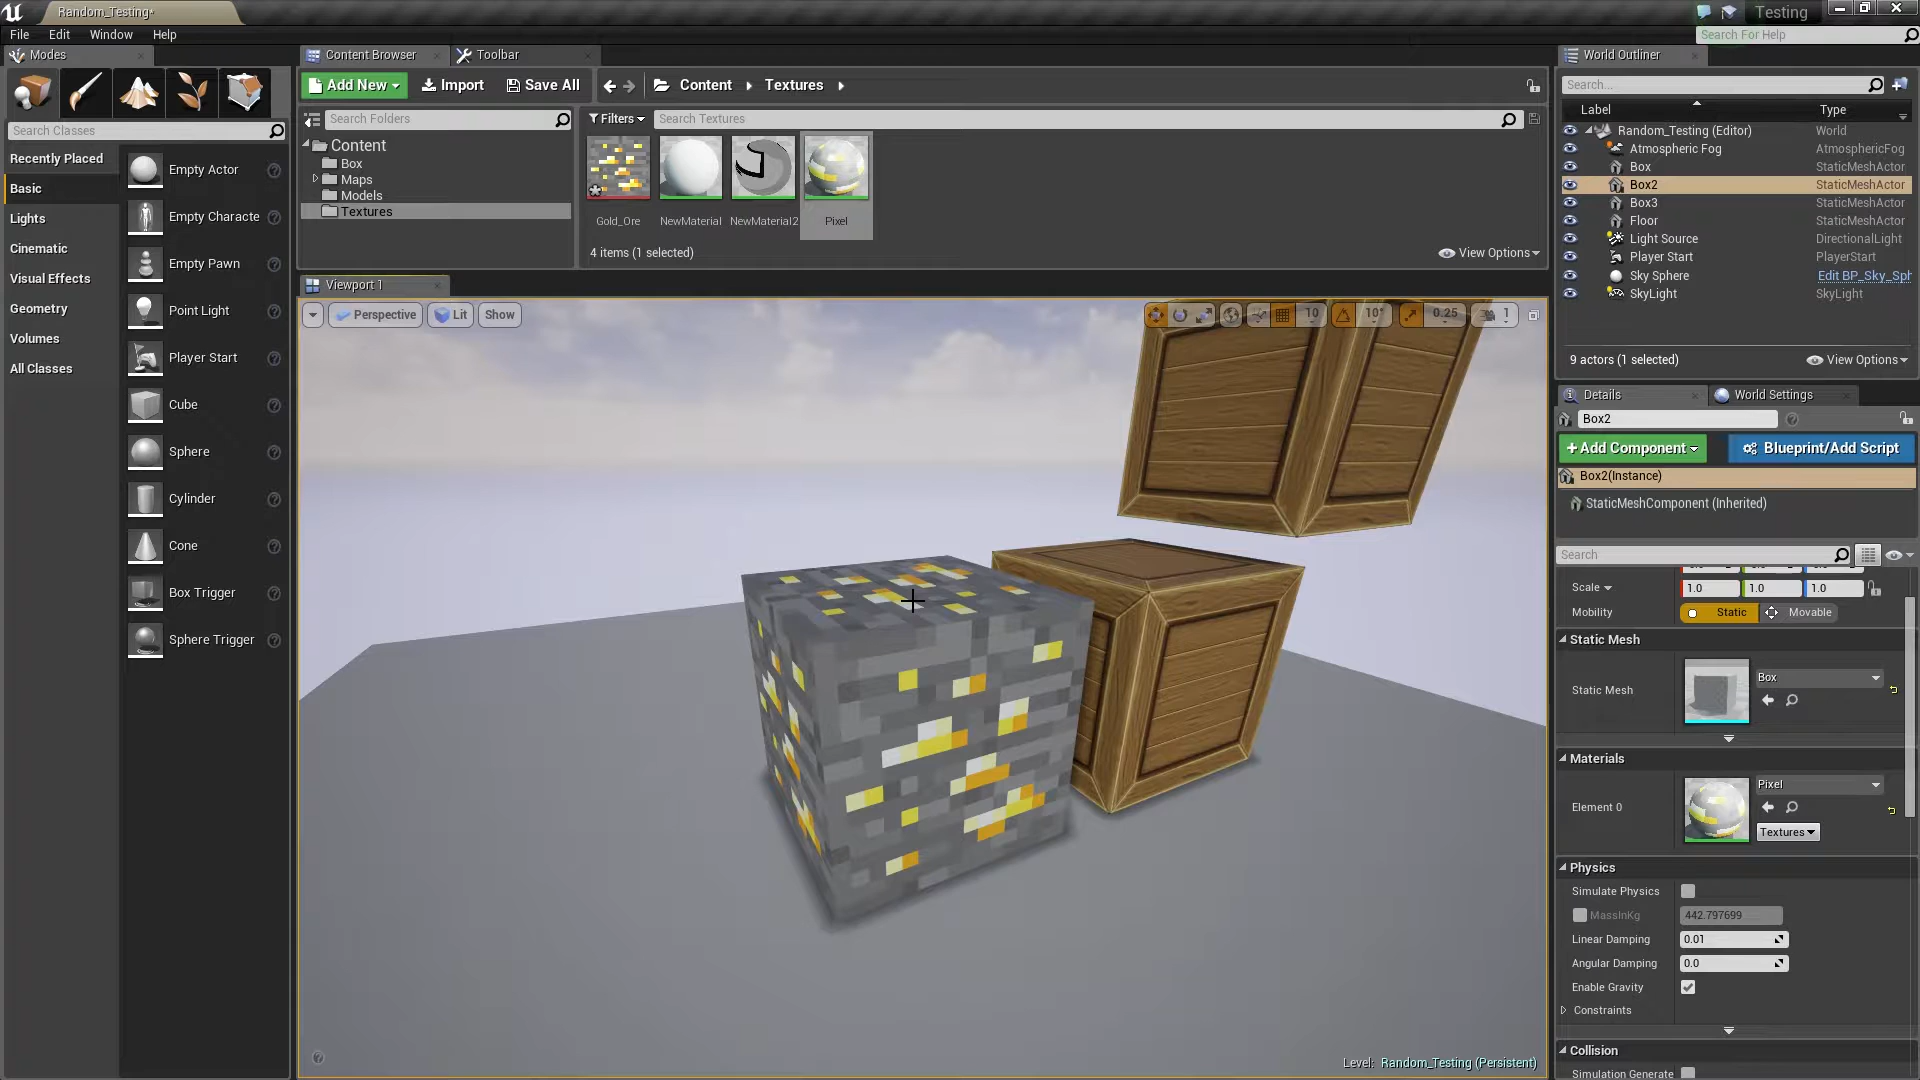 Random_Testing•
Testing
File
Edit
Window
Help
Search For Help
Modes
Content Browser
Toolbar
World Outliner
Search Classes
Recently Placed
Basic
Lights
Cinematic
Visual Effects
Geometry
Volumes
All Classes
Empty Actor
Empty Characte
Empty Pawn
Point Light
Player Start
Cube
Sphere
Cylinder
Cone
Box Trigger
Sphere Trigger
Add New
Import
Save All
Content
Textures
Search Folders
Filters
Search Textures
Content
Box
Maps
Models
Textures
Gold_Ore
NewMaterial
NewMaterial2
Pixel
4 items (1 selected)
View Options
Viewport 1
Perspective
Lit
Show
10
10°
0.25
1
Level: Random_Testing (Persistent)
Search...
Label
Type
Random_Testing (Editor)
World
Atmospheric Fog
AtmosphericFog
Box
StaticMeshActor
Box2
StaticMeshActor
Box3
StaticMeshActor
Floor
StaticMeshActor
Light Source
DirectionalLight
Player Start
PlayerStart
Sky Sphere
Edit BP_Sky_Sph
SkyLight
SkyLight
9 actors (1 selected)
View Options
Details
World Settings
Box2
+Add Component
Blueprint/Add Script
Box2(Instance)
StaticMeshComponent (Inherited)
Search
Scale
1.0
1.0
1.0
Mobility
Static
Movable
Static Mesh
Static Mesh
Box
Materials
Element 0
Pixel
Textures
Physics
Simulate Physics
MassInKg
442.797699
Linear Damping
0.01
Angular Damping
0.0
Enable Gravity
Constraints
Collision
Simulation Generate